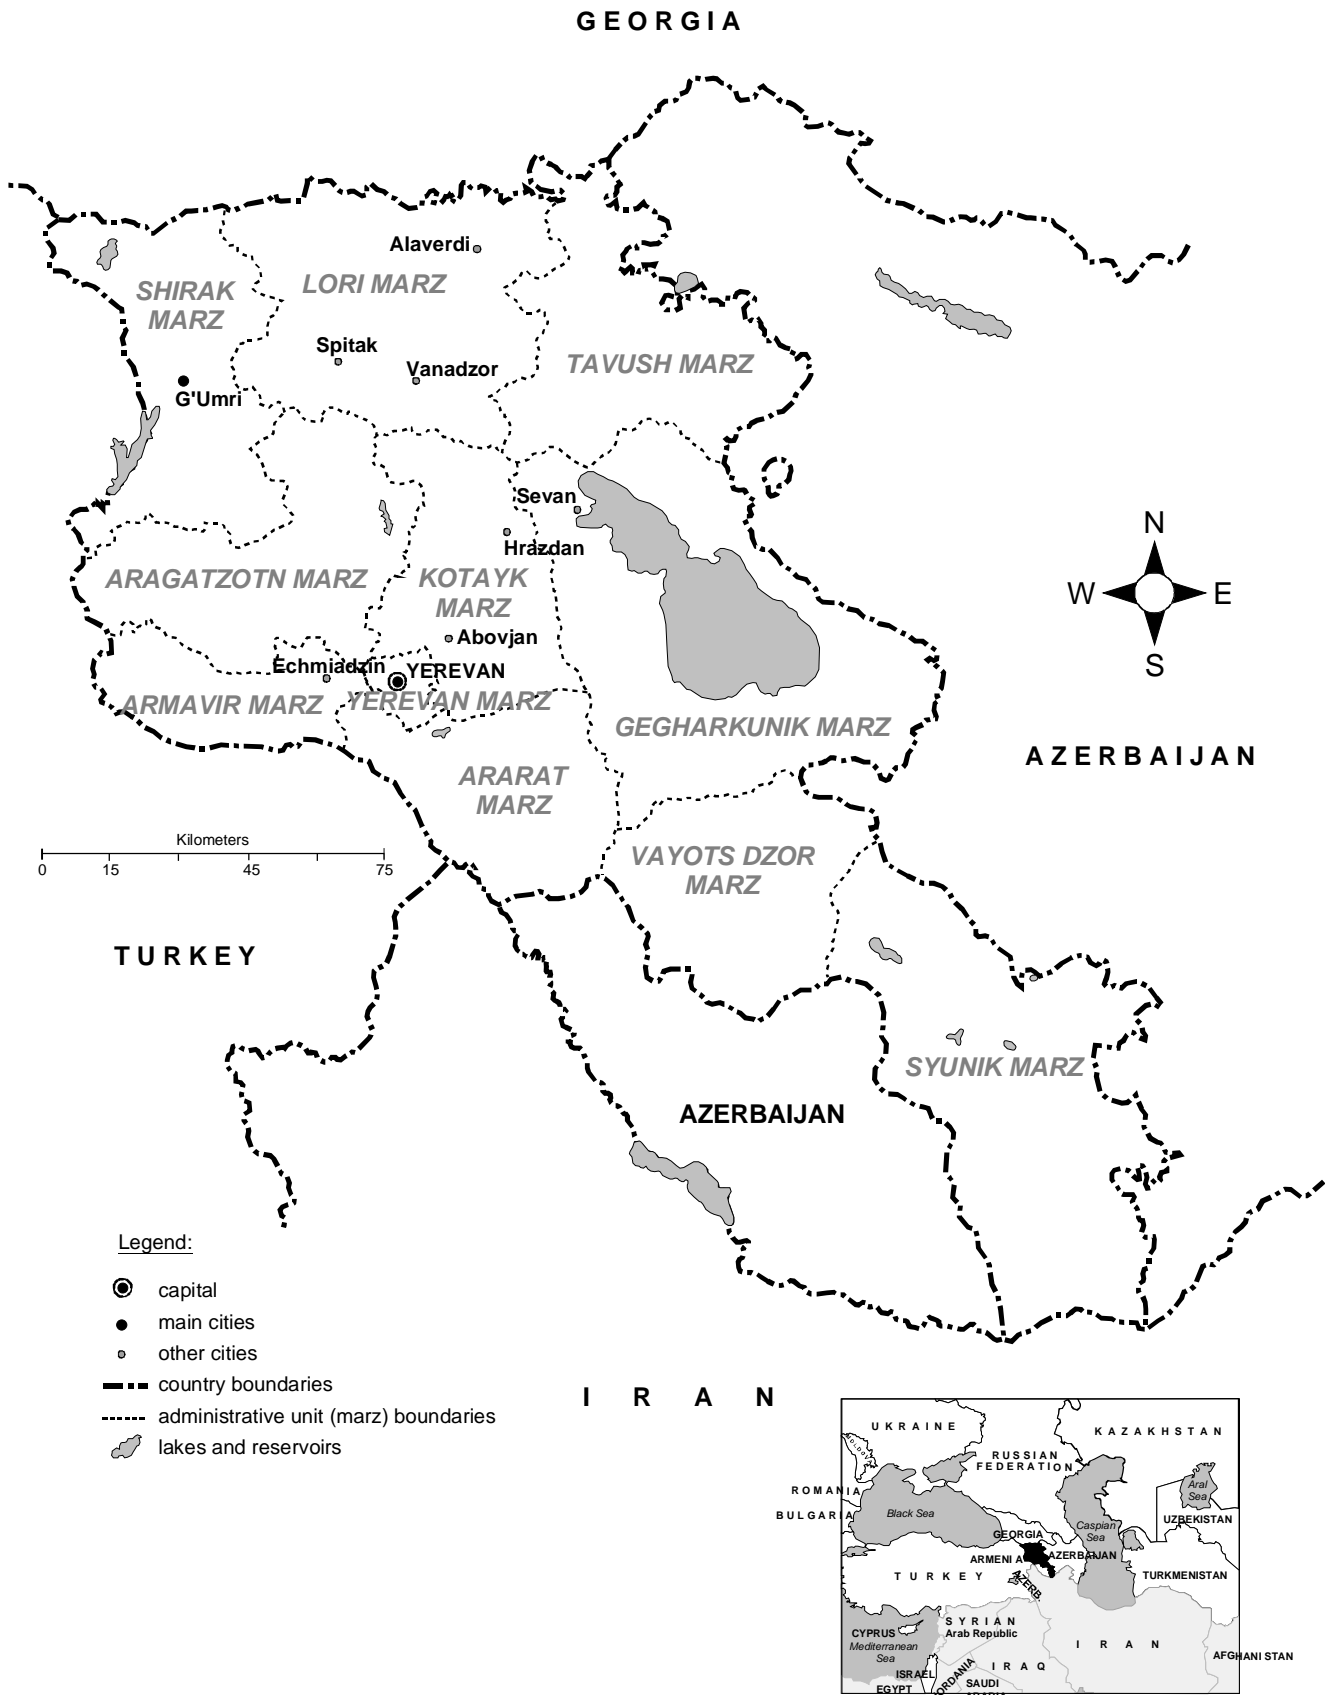 GEORGIA
Alaverdi
SHIRAK
MARZ
LORI MARZ
Spitak
Vanadzor
TAVUSH MARZ
G'Umri
Sevan
Hrazdan
N
W
E
S
ARAGATZOTN MARZ
KOTAYK
MARZ
Abovjan
Echmiadzin
YEREVAN
ARMAVIR MARZ
YEREVAN MARZ
GEGHARKUNIK MARZ
AZERBAIJAN
ARARAT
MARZ
Kilometers
0 15 45 75
VAYOTS DZOR
MARZ
TURKEY
SYUNIK MARZ
AZERBAIJAN
Legend:
capital
main cities
other cities
country boundaries
administrative unit (marz) boundaries
lakes and reservoirs
IRAN
UKRAINE
KAZAKHSTAN
MOLDOVA
RUSSIAN
FEDERATION
ROMANIA
Aral
Sea
BULGARIA
Black Sea
Caspian
Sea
UZBEKISTAN
GEORGIA
ARMENIA
AZERBAIJAN
TURKEY
AZERB.
TURKMENISTAN
SYRIAN
Arab Republic
CYPRUS
Mediterranean
Sea
IRAN
AFGHANISTAN
ISRAEL
IRAQ
EGYPT
SAUDI